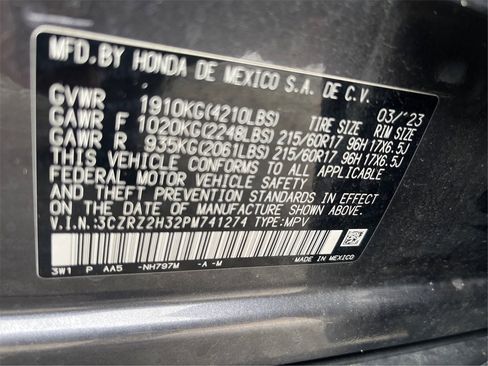 MFD. BY HONDA DE MEXICO S.A. DE C.V.
03/'23
GVWR 1910KG(4210LBS) TIRE SIZE RIM SIZE
GAWR F 1020KG(2248LBS) 215/60R17 96H 17X6.5J
GAWR R 935KG(2061LBS) 215/60R17 96H 17X6.5J
THIS VEHICLE CONFORMS TO ALL APPLICABLE
FEDERAL MOTOR VEHICLE SAFETY
AND THEFT PREVENTION STANDARDS IN EFFECT
ON THE DATE OF MANUFACTURE SHOWN ABOVE.
V.I.N.:3CZRZ2H32PM741274 TYPE:MPV
3W1 P AA5 -NH797M -A -M
MADE IN MEXICO